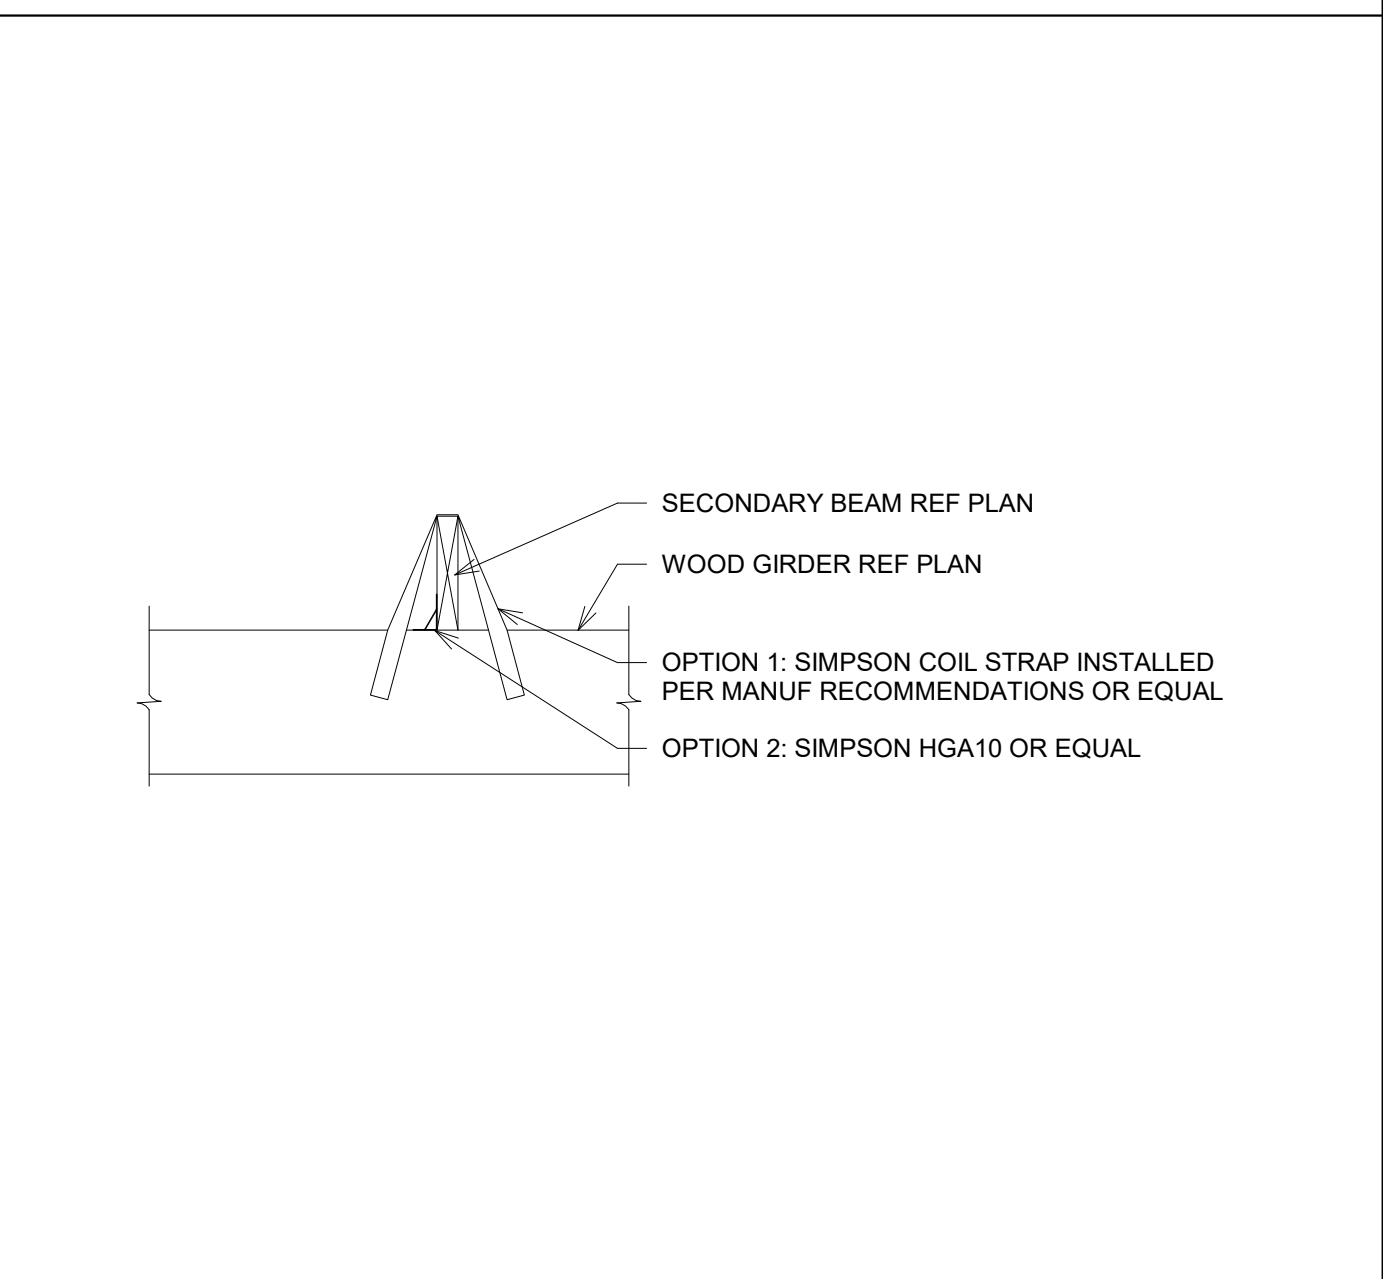 SECONDARY BEAM REF PLAN
WOOD GIRDER REF PLAN
OPTION 1: SIMPSON COIL STRAP INSTALLED
PER MANUF RECOMMENDATIONS OR EQUAL
OPTION 2: SIMPSON HGA10 OR EQUAL